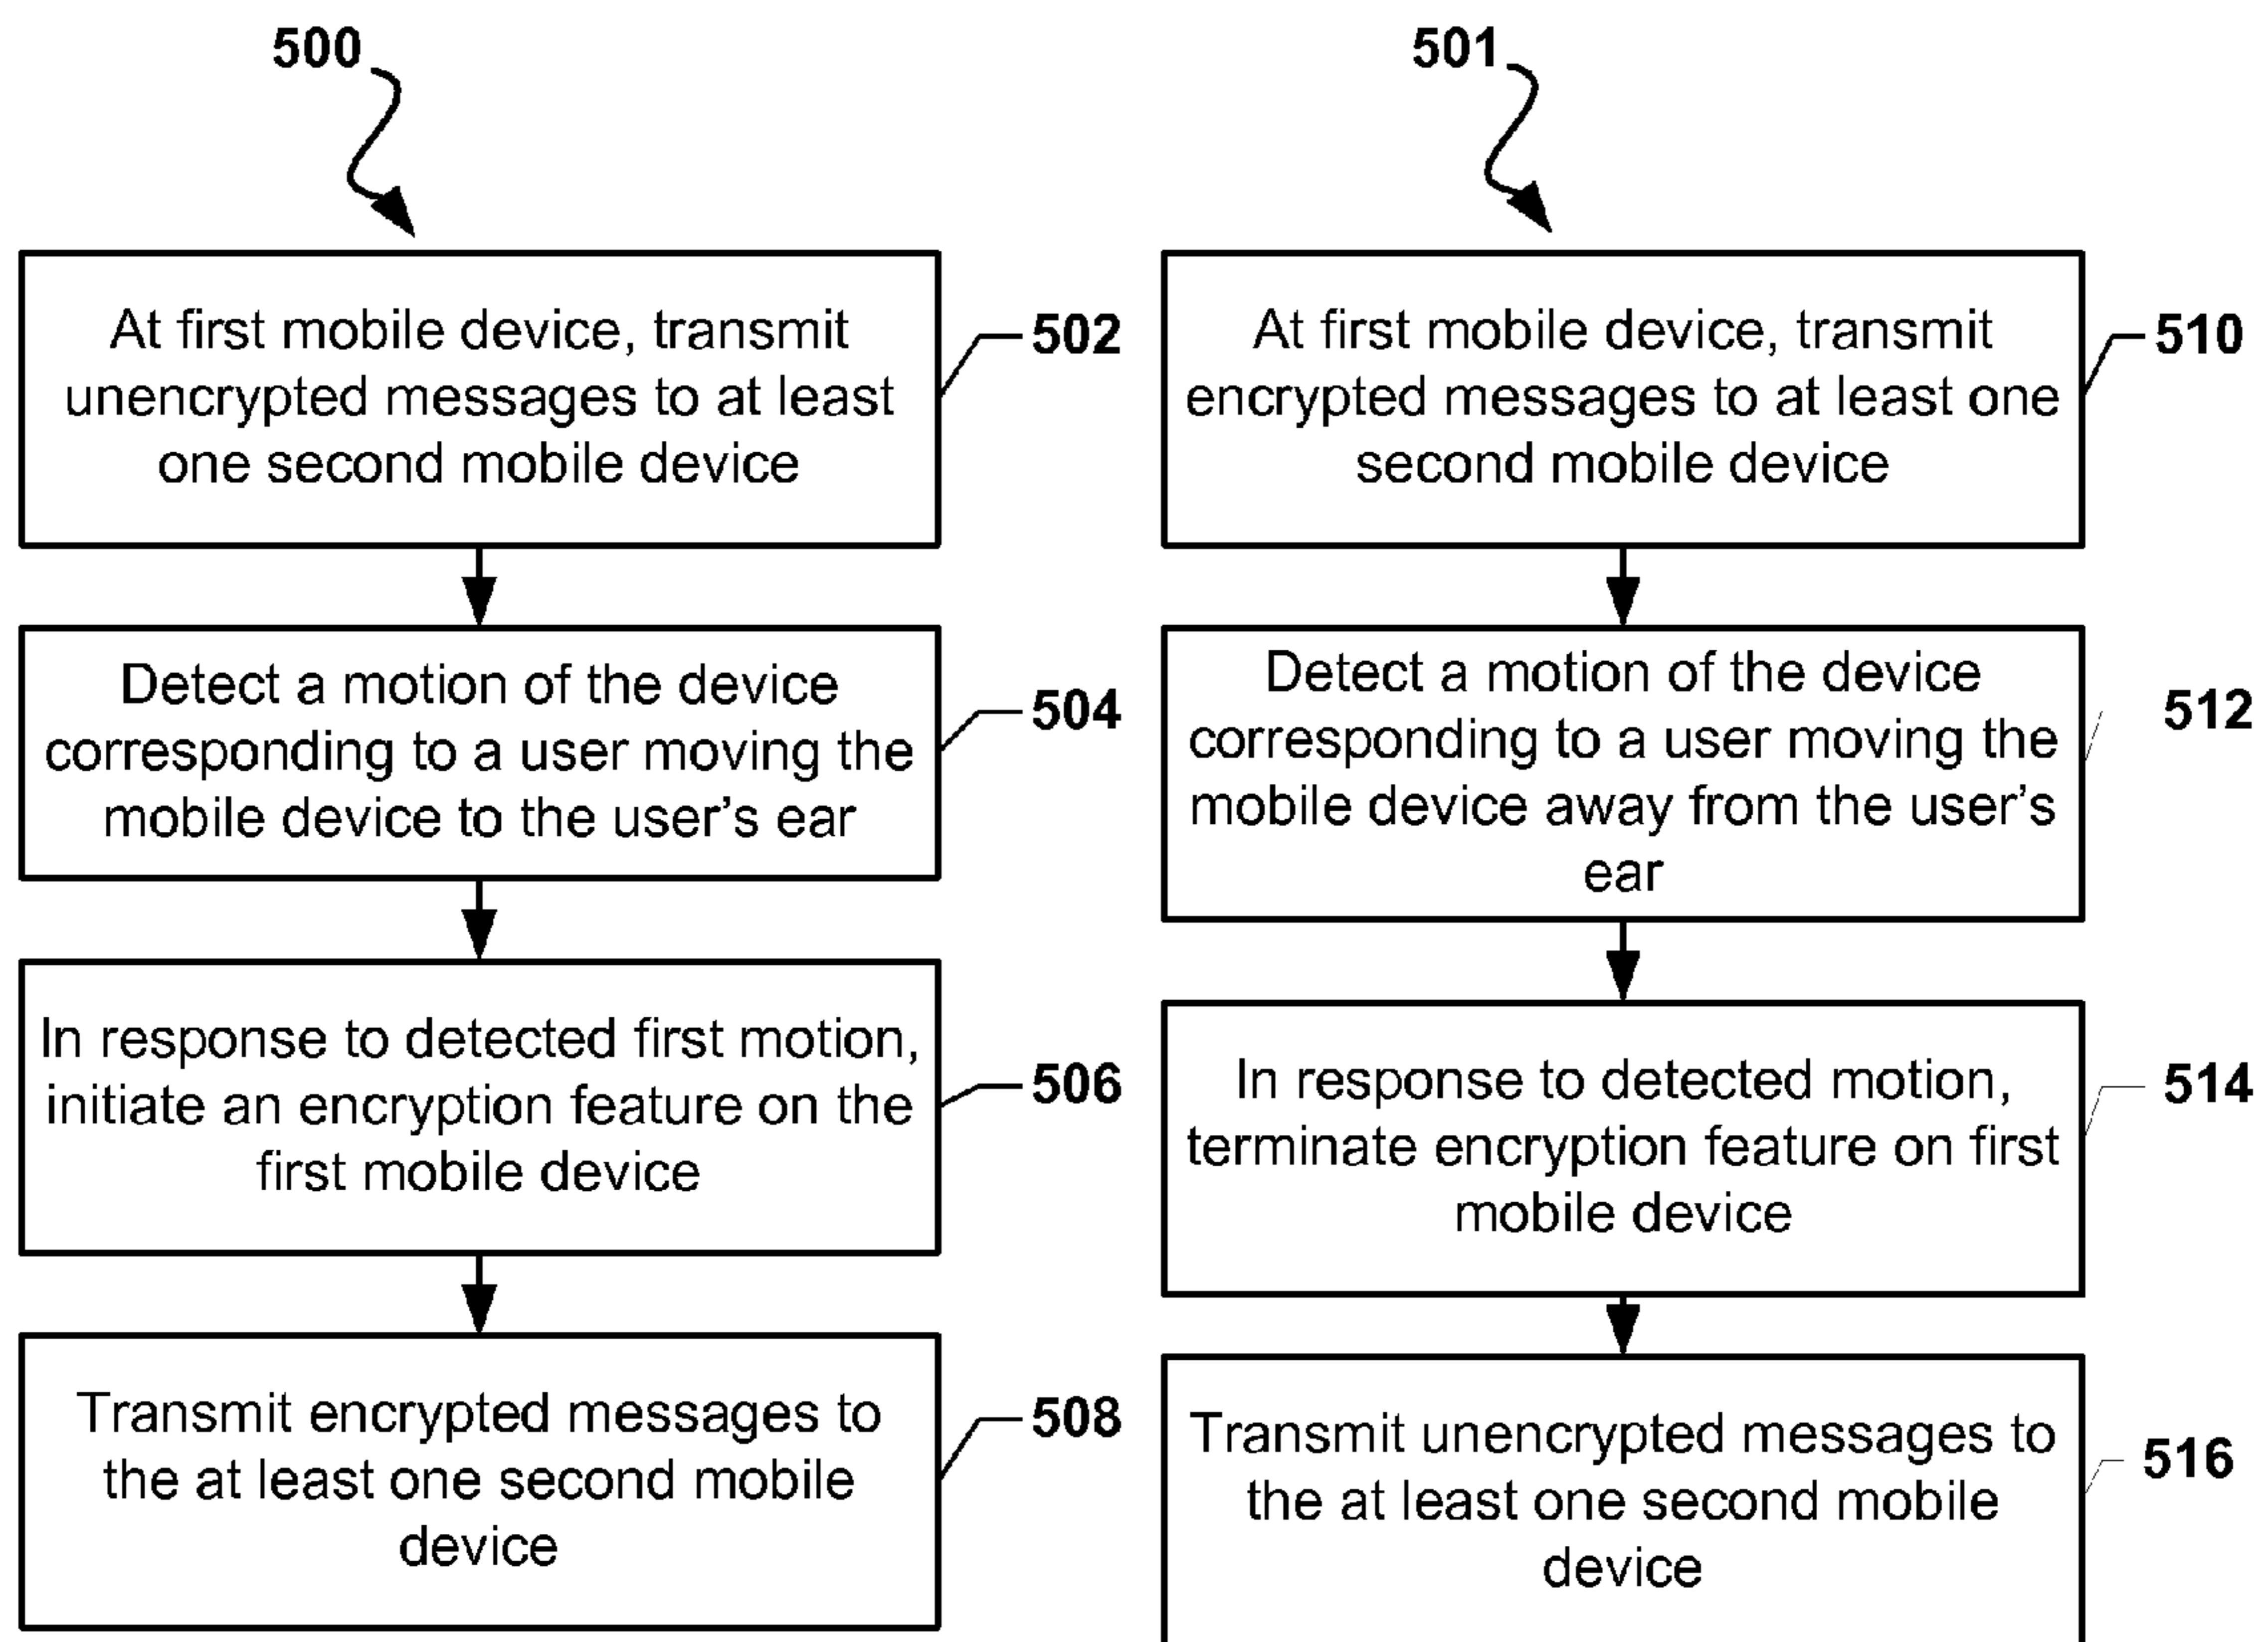 500
At first mobile device, transmit
unencrypted messages to at least
one second mobile device
502
Detect a motion of the device
corresponding to a user moving the
mobile device to the user's ear
504
In response to detected first motion,
initiate an encryption feature on the
first mobile device
506
Transmit encrypted messages to
the at least one second mobile
device
508
501
At first mobile device, transmit
encrypted messages to at least one
second mobile device
510
Detect a motion of the device
corresponding to a user moving the
mobile device away from the user's
ear
512
In response to detected motion,
terminate encryption feature on first
mobile device
514
Transmit unencrypted messages to
the at least one second mobile
device
516